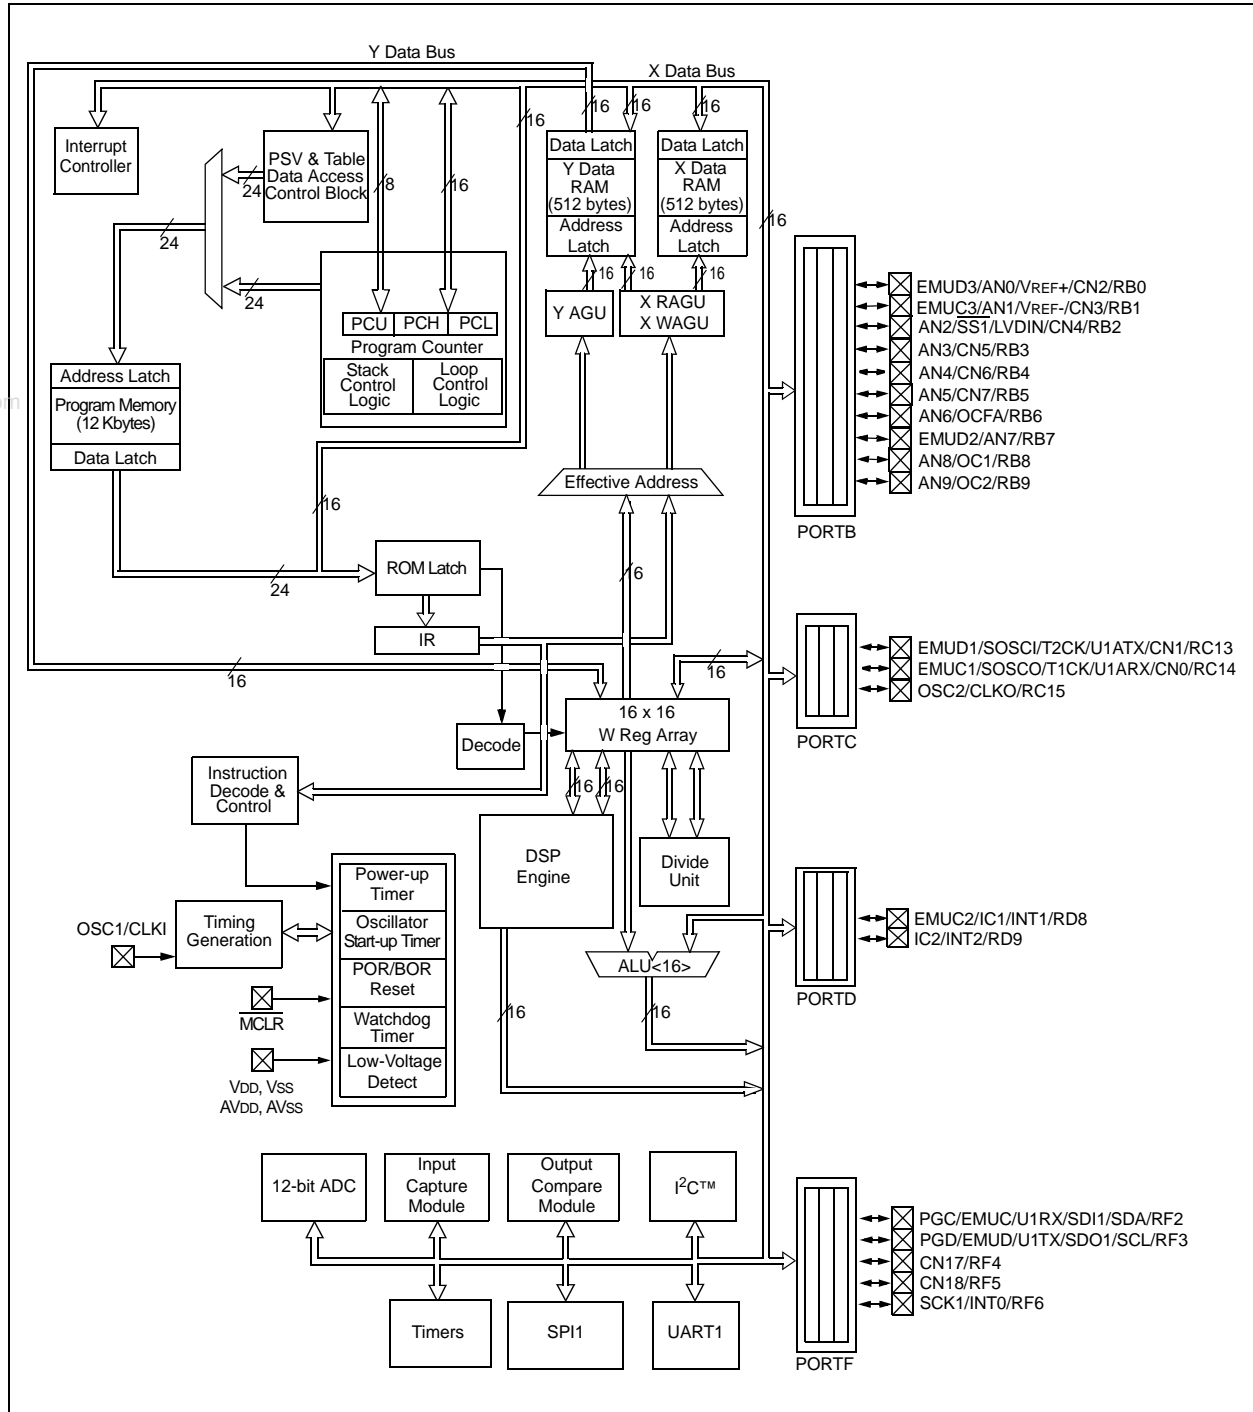 Y Data Bus
X Data Bus
16
16
16
16
Interrupt
Controller
PSV & Table
Data Access
Control Block
24
8
16
24
24
Data Latch
Y Data
RAM
(512 bytes)
Address
Latch
Data Latch
X Data
RAM
(512 bytes)
Address
Latch
16
16
16
16
Y AGU
X RAGU
X WAGU
PCU
PCH
PCL
Program Counter
Stack
Control
Logic
Loop
Control
Logic
Address Latch
Program Memory
(12 Kbytes)
Data Latch
Effective Address
16
24
ROM Latch
IR
16
16
16
16 x 16
W Reg Array
Decode
Instruction
Decode &
Control
16
16
DSP
Engine
Divide
Unit
Power-up
Timer
Oscillator
Start-up Timer
POR/BOR
Reset
Watchdog
Timer
Low-Voltage
Detect
Timing
Generation
OSC1/CLKI
MCLR
VDD, VSS
AVDD, AVSS
ALU<16>
16
16
12-bit ADC
Input
Capture
Module
Output
Compare
Module
I2C™
Timers
SPI1
UART1
EMUD3/AN0/VREF+/CN2/RB0
EMUC3/AN1/VREF-/CN3/RB1
AN2/SS1/LVDIN/CN4/RB2
AN3/CN5/RB3
AN4/CN6/RB4
AN5/CN7/RB5
AN6/OCFA/RB6
EMUD2/AN7/RB7
AN8/OC1/RB8
AN9/OC2/RB9
PORTB
EMUD1/SOSCI/T2CK/U1ATX/CN1/RC13
EMUC1/SOSCO/T1CK/U1ARX/CN0/RC14
OSC2/CLKO/RC15
PORTC
EMUC2/IC1/INT1/RD8
IC2/INT2/RD9
PORTD
PGC/EMUC/U1RX/SDI1/SDA/RF2
PGD/EMUD/U1TX/SDO1/SCL/RF3
CN17/RF4
CN18/RF5
SCK1/INT0/RF6
PORTF